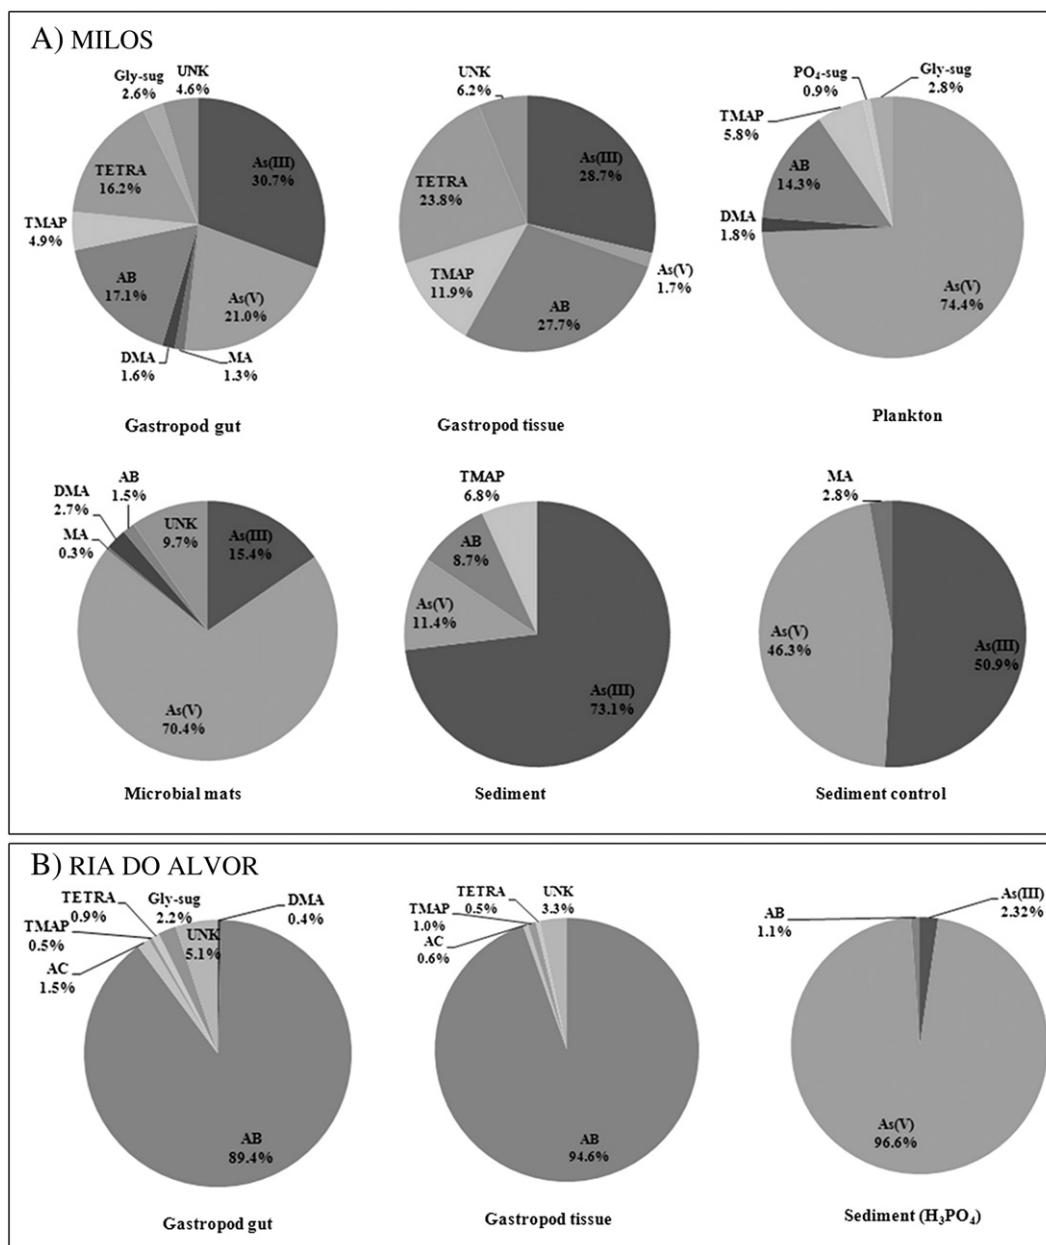 A) MILOS
Gly-sug
2.6%
UNK
4.6%
As(III)
30.7%
TETRA
16.2%
TMAP
4.9%
AB
17.1%
As(V)
21.0%
DMA
1.6%
MA
1.3%
Gastropod gut
UNK
6.2%
As(III)
28.7%
TETRA
23.8%
As(V)
1.7%
TMAP
11.9%
AB
27.7%
Gastropod tissue
PO₄-sug
0.9%
Gly-sug
2.8%
TMAP
5.8%
AB
14.3%
DMA
1.8%
As(V)
74.4%
Plankton
AB
1.5%
DMA
2.7%
MA
0.3%
UNK
9.7%
As(III)
15.4%
As(V)
70.4%
Microbial mats
TMAP
6.8%
AB
8.7%
As(V)
11.4%
As(III)
73.1%
Sediment
MA
2.8%
As(V)
46.3%
As(III)
50.9%
Sediment control
B) RIA DO ALVOR
TETRA
0.9%
Gly-sug
2.2%
DMA
0.4%
TMAP
0.5%
UNK
5.1%
AC
1.5%
AB
89.4%
Gastropod gut
TETRA
0.5%
UNK
3.3%
TMAP
1.0%
AC
0.6%
AB
94.6%
Gastropod tissue
As(III)
2.32%
AB
1.1%
As(V)
96.6%
Sediment (H₃PO₄)